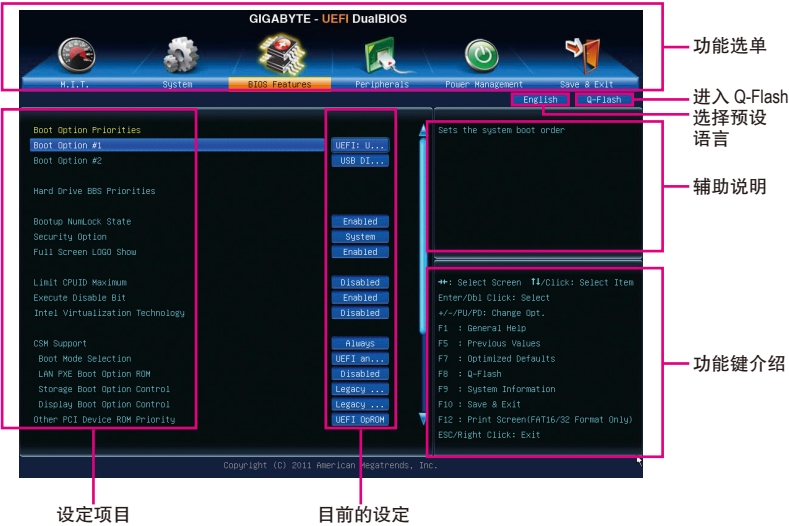 GIGABYTE - UEFI DualBIOS
M.I.T. System BIOS Features Peripherals Power Management Save & Exit
功能选单
English Q-Flash
进入 Q-Flash
选择预设
语言
Boot Option Priorities
Boot Option #1 UEFI: U...
Boot Option #2 USB DI...
Hard Drive BBS Priorities
Bootup NumLock State Enabled
Security Option System
Full Screen LOGO Show Enabled
Limit CPUID Maximum Disabled
Execute Disable Bit Enabled
Intel Virtualization Technology Disabled
CSM Support Always
Boot Mode Selection UEFI an...
LAN PXE Boot Option ROM Disabled
Storage Boot Option Control Legacy ...
Display Boot Option Control Legacy ...
Other PCI Device ROM Priority UEFI OpROM
Sets the system boot order
辅助说明
→←: Select Screen ↑↓/Click: Select Item
Enter/Dbl Click: Select
+/-/PU/PD: Change Opt.
F1 : General Help
F5 : Previous Values
F7 : Optimized Defaults
F8 : Q-Flash
F9 : System Information
F10 : Save & Exit
F12 : Print Screen(FAT16/32 Format Only)
ESC/Right Click: Exit
功能键介绍
Copyright (C) 2011 American Megatrends, Inc.
设定项目
目前的设定